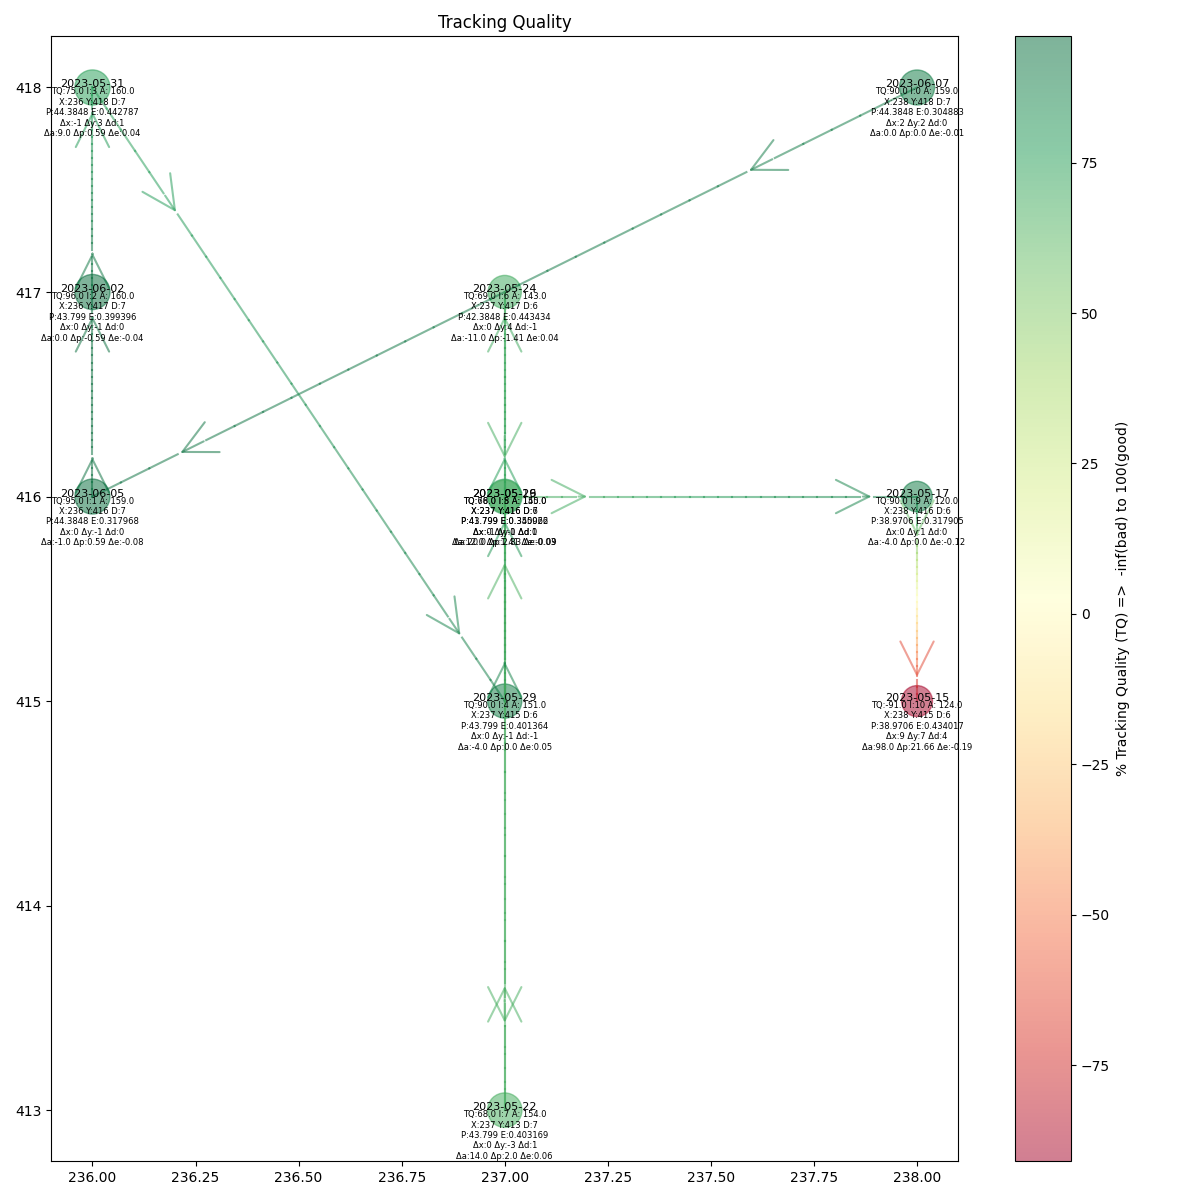 Tracking Quality
418
417
416
415
414
413
236.00
236.25
236.50
236.75
237.00
237.25
237.50
237.75
238.00
2023-05-31
TQ:75.0 I:3 A: 160.0
X:236 Y:418 D:7
P:44.3848 E:0.442787
Δx:-1 Δy:3 Δd:1
Δa:9.0 Δp:0.59 Δe:0.04
2023-06-07
TQ:90.0 I:0 A: 159.0
X:238 Y:418 D:7
P:44.3848 E:0.304883
Δx:2 Δy:2 Δd:0
Δa:0.0 Δp:0.0 Δe:-0.01
2023-06-02
TQ:96.0 I:2 A: 160.0
X:236 Y:417 D:7
P:43.799 E:0.399396
Δx:0 Δy:-1 Δd:0
Δa:0.0 Δp:-0.59 Δe:-0.04
2023-05-24
TQ:69.0 I:6 A: 143.0
X:237 Y:417 D:6
P:42.3848 E:0.443434
Δx:0 Δy:4 Δd:-1
Δa:-11.0 Δp:-1.41 Δe:0.04
2023-06-05
TQ:95.0 I:1 A: 159.0
X:236 Y:416 D:7
P:44.3848 E:0.317968
Δx:0 Δy:-1 Δd:0
Δa:-1.0 Δp:0.59 Δe:-0.08
2023-05-17
TQ:90.0 I:9 A: 120.0
X:238 Y:416 D:6
P:38.9706 E:0.317905
Δx:0 Δy:1 Δd:0
Δa:-4.0 Δp:0.0 Δe:-0.12
2023-05-29
TQ:90.0 I:4 A: 151.0
X:237 Y:415 D:6
P:43.799 E:0.401364
Δx:0 Δy:-1 Δd:-1
Δa:-4.0 Δp:0.0 Δe:0.05
2023-05-15
TQ:-91.0 I:10 A: 124.0
X:238 Y:415 D:6
P:38.9706 E:0.434017
Δx:9 Δy:7 Δd:4
Δa:98.0 Δp:21.66 Δe:-0.19
2023-05-22
TQ:68.0 I:7 A: 154.0
X:237 Y:413 D:7
P:43.799 E:0.403169
Δx:0 Δy:-3 Δd:1
Δa:14.0 Δp:2.0 Δe:0.06
75
50
25
0
−25
−50
−75
% Tracking Quality (TQ) => -inf(bad) to 100(good)